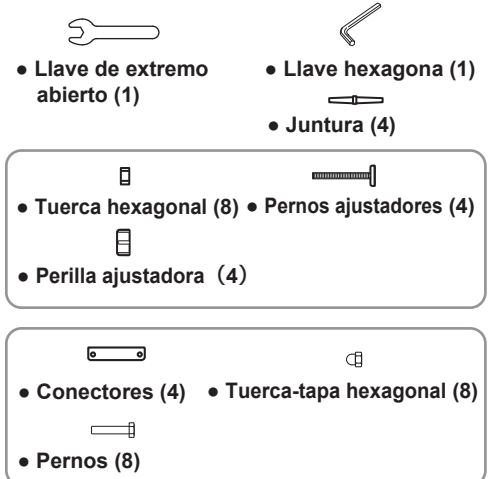 ● Llave de extremo
abierto (1)
● Llave hexagona (1)
● Juntura (4)
● Tuerca hexagonal (8) ● Pernos ajustadores (4)
● Perilla ajustadora（4）
● Conectores (4) ● Tuerca-tapa hexagonal (8)
● Pernos (8)